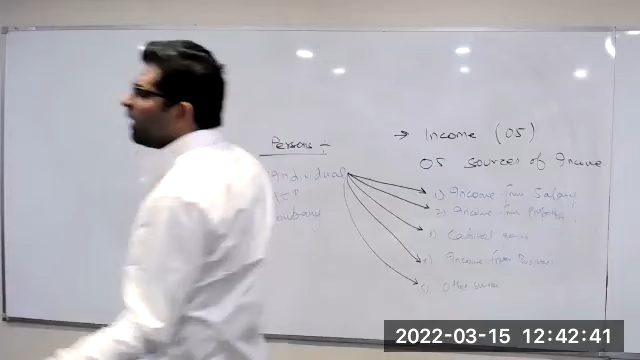 Persons :-
Individual
AOP
Company
→ Income (05)
05 sources of Income
1) Income from Salary
2) Income from Property
3) Capital gain
4) Income from Business
5) Other sources
2022-03-15 12:42:41